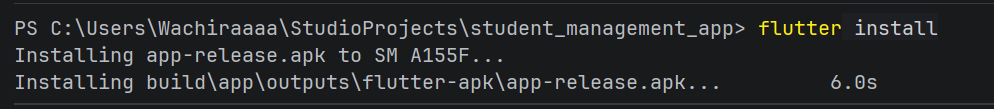 PS C:\Users\Wachiraaaa\StudioProjects\student_management_app> flutter install
Installing app-release.apk to SM A155F...
Installing build\app\outputs\flutter-apk\app-release.apk...         6.0s